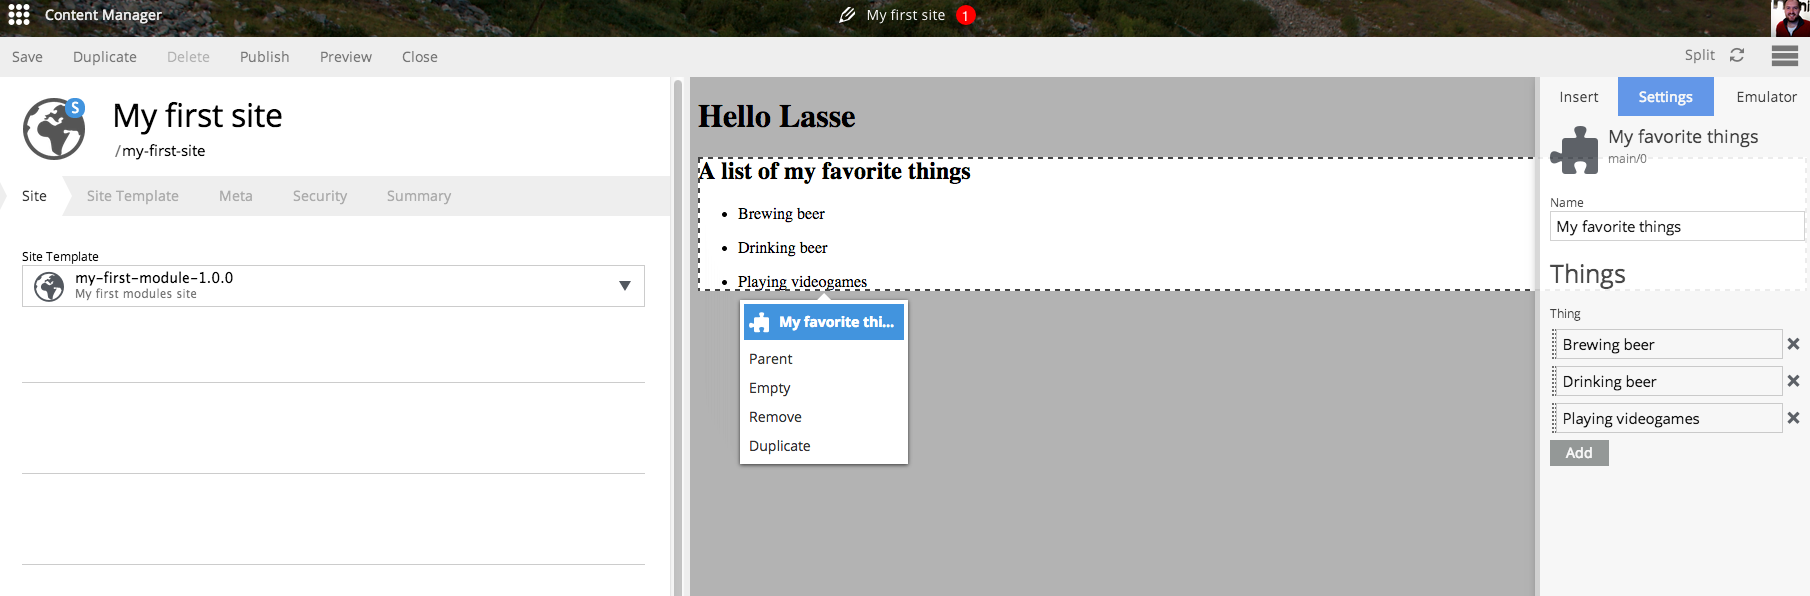 Content Manager
My first site 1
Save Duplicate Delete Publish Preview Close
Split
S
My first site
/my-first-site
Site Site Template Meta Security Summary
Site Template
my-first-module-1.0.0
My first modules site
Hello Lasse
A list of my favorite things
• Brewing beer
• Drinking beer
• Playing videogames
My favorite thi...
Parent
Empty
Remove
Duplicate
Insert Settings Emulator
My favorite things
main/0
Name
My favorite things
Things
Thing
Brewing beer
Drinking beer
Playing videogames
Add